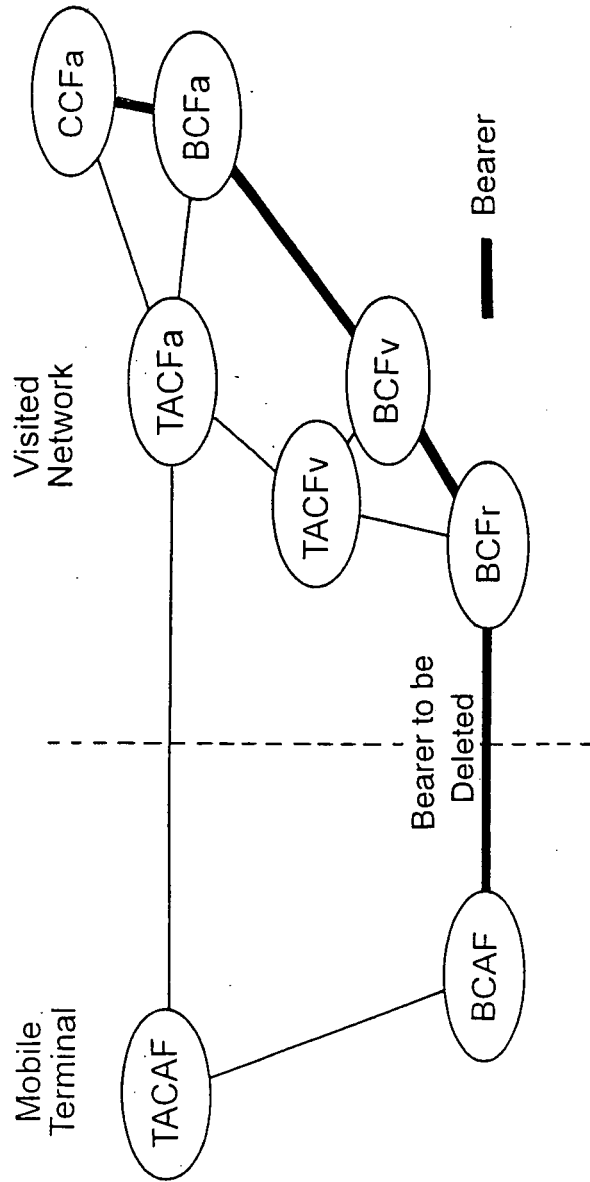 Mobile
Terminal
Visited
Network
TACAF
TACFa
CCFa
BCFa
TACFv
BCFv
BCAF
Bearer to be
Deleted
BCFr
Bearer